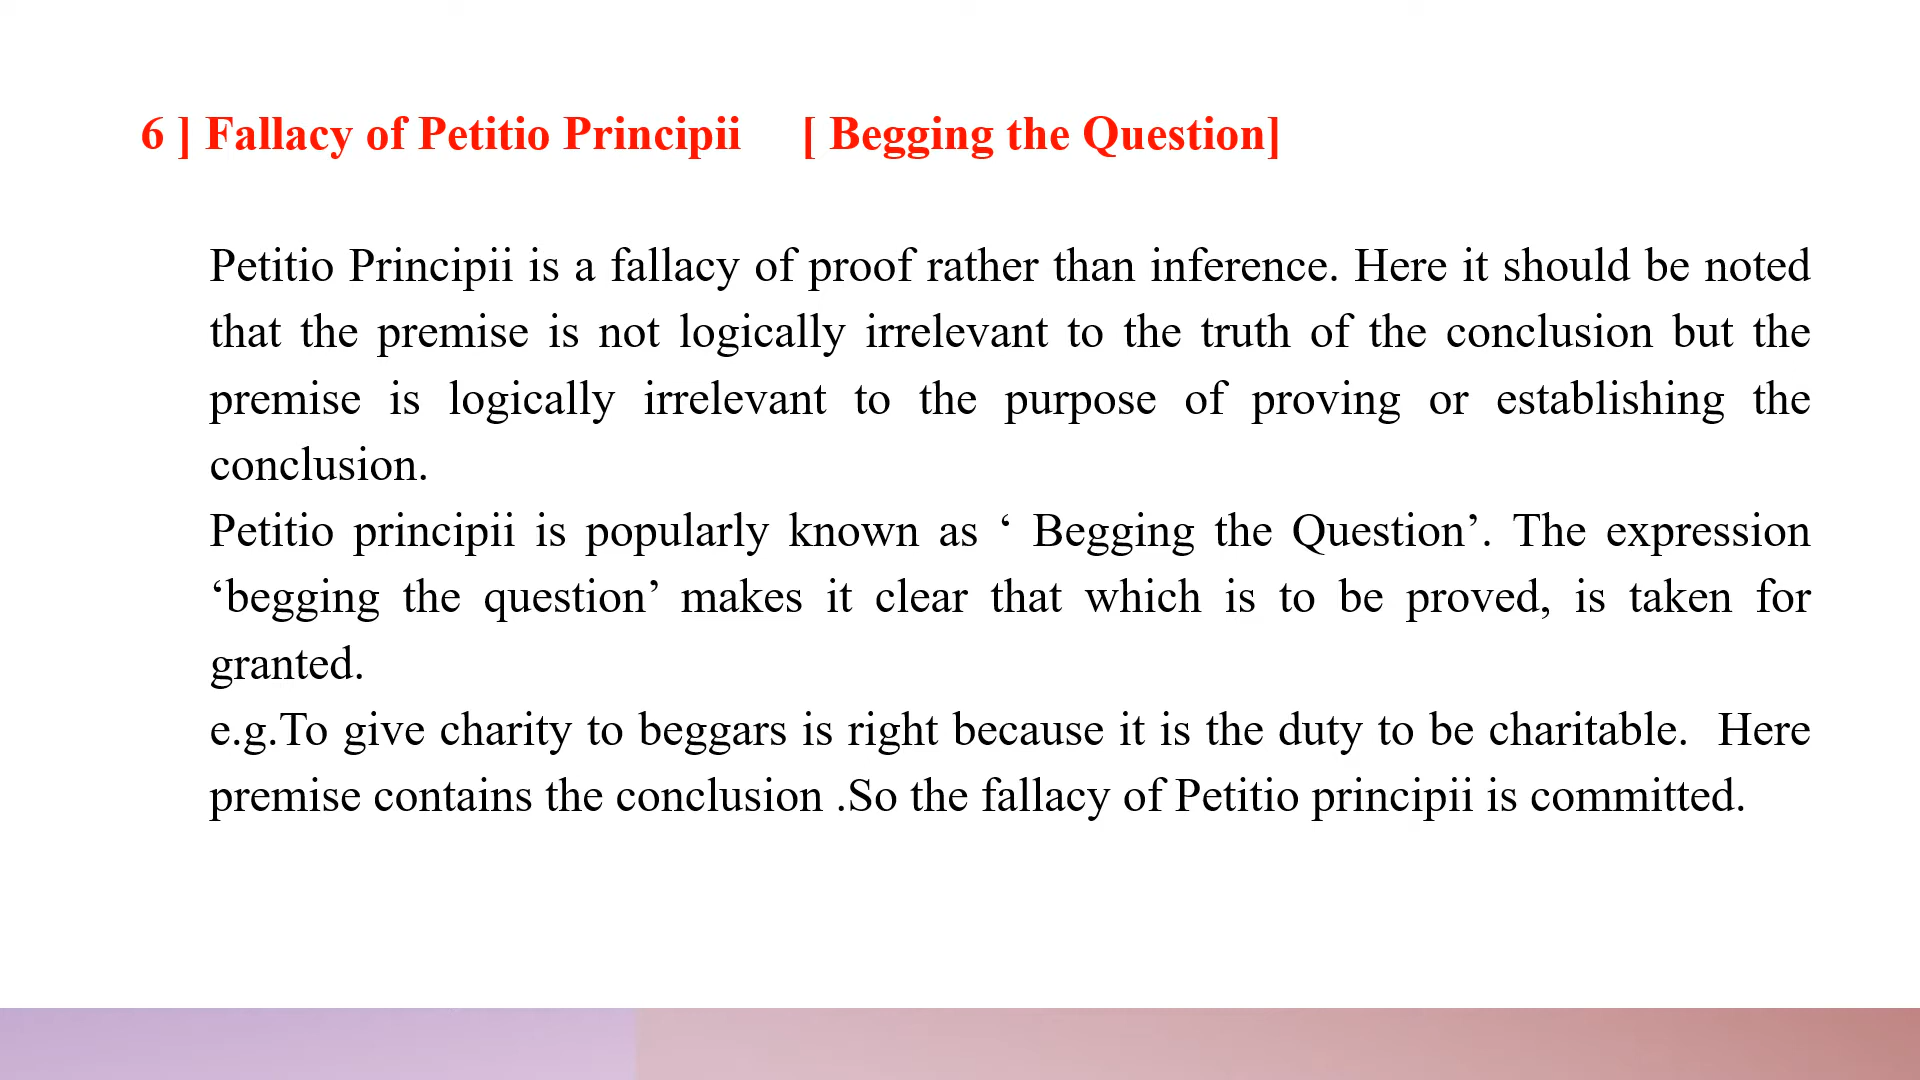 6 ] Fallacy of Petitio Principii [ Begging the Question]
Petitio Principii is a fallacy of proof rather than inference. Here it should be noted
that the premise is not logically irrelevant to the truth of the conclusion but the
premise is logically irrelevant to the purpose of proving or establishing the
conclusion.
Petitio principii is popularly known as ‘ Begging the Question’. The expression
‘begging the question’ makes it clear that which is to be proved, is taken for
granted.
e.g.To give charity to beggars is right because it is the duty to be charitable. Here
premise contains the conclusion .So the fallacy of Petitio principii is committed.